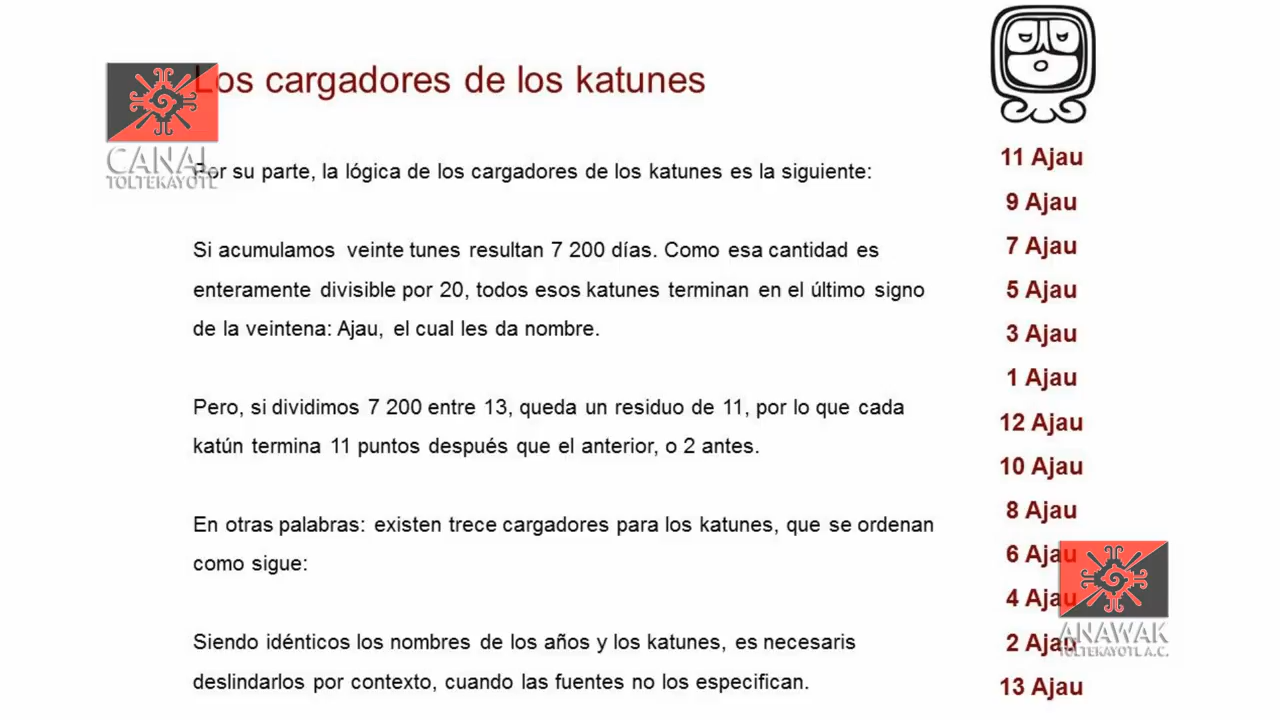 Los cargadores de los katunes
CANAL
TOLTEKAYOTL
Por su parte, la lógica de los cargadores de los katunes es la siguiente:
Si acumulamos veinte tunes resultan 7 200 días. Como esa cantidad es
enteramente divisible por 20, todos esos katunes terminan en el último signo
de la veintena: Ajau, el cual les da nombre.
Pero, si dividimos 7 200 entre 13, queda un residuo de 11, por lo que cada
katún termina 11 puntos después que el anterior, o 2 antes.
En otras palabras: existen trece cargadores para los katunes, que se ordenan
como sigue:
Siendo idénticos los nombres de los años y los katunes, es necesaris
deslindarlos por contexto, cuando las fuentes no los especifican.
11 Ajau
9 Ajau
7 Ajau
5 Ajau
3 Ajau
1 Ajau
12 Ajau
10 Ajau
8 Ajau
6 Ajau
4 Ajau
2 Ajau
13 Ajau
ANAWAK
TOLTEKAYOTL A.C.